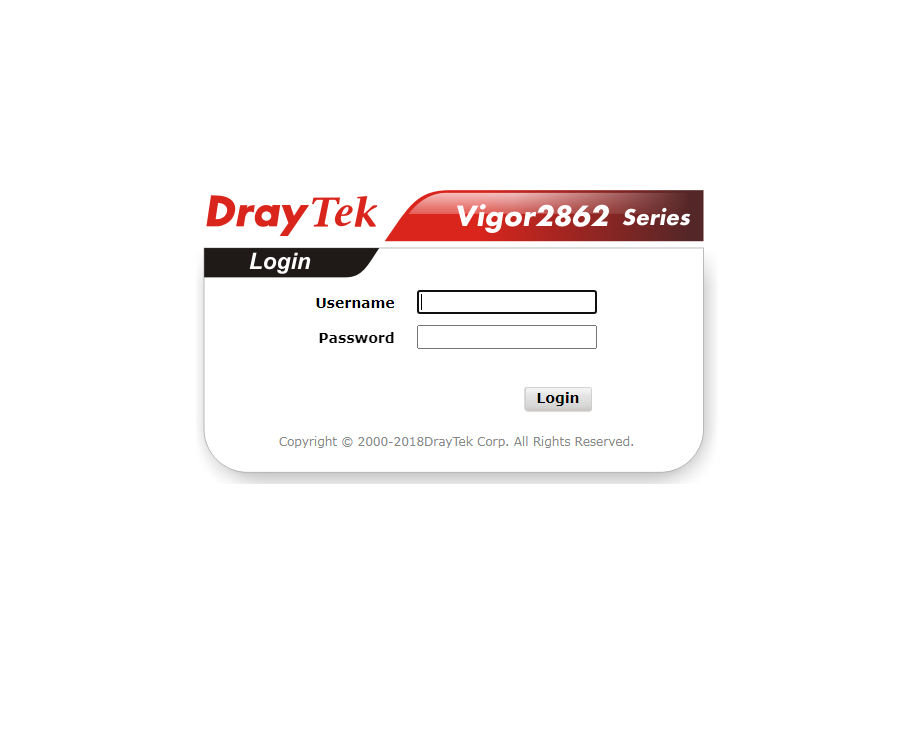 DrayTek Vigor2862 Series
Login
Username
Password
Login
Copyright © 2000-2018DrayTek Corp. All Rights Reserved.